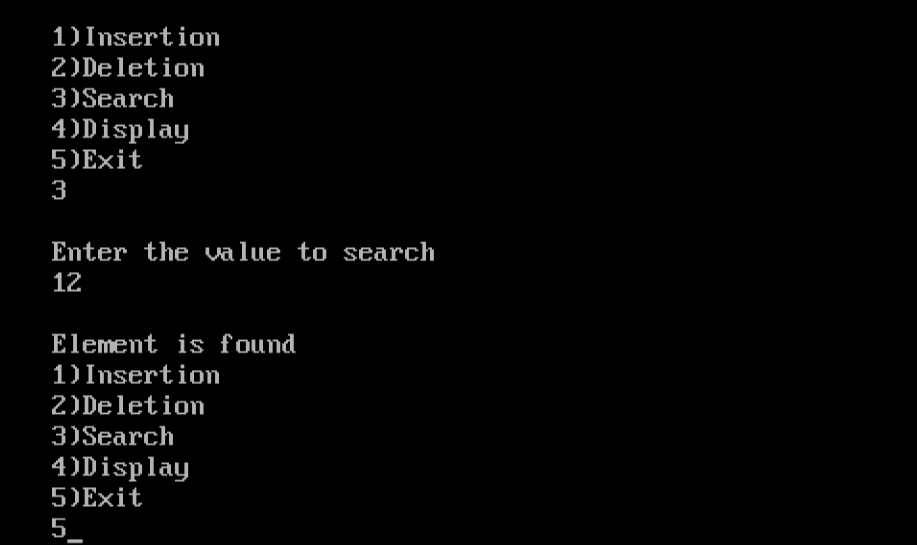 1)Insertion
2)Deletion
3)Search
4)Display
5)Exit
3
Enter the value to search
12
Element is found
1)Insertion
2)Deletion
3)Search
4)Display
5)Exit
5_